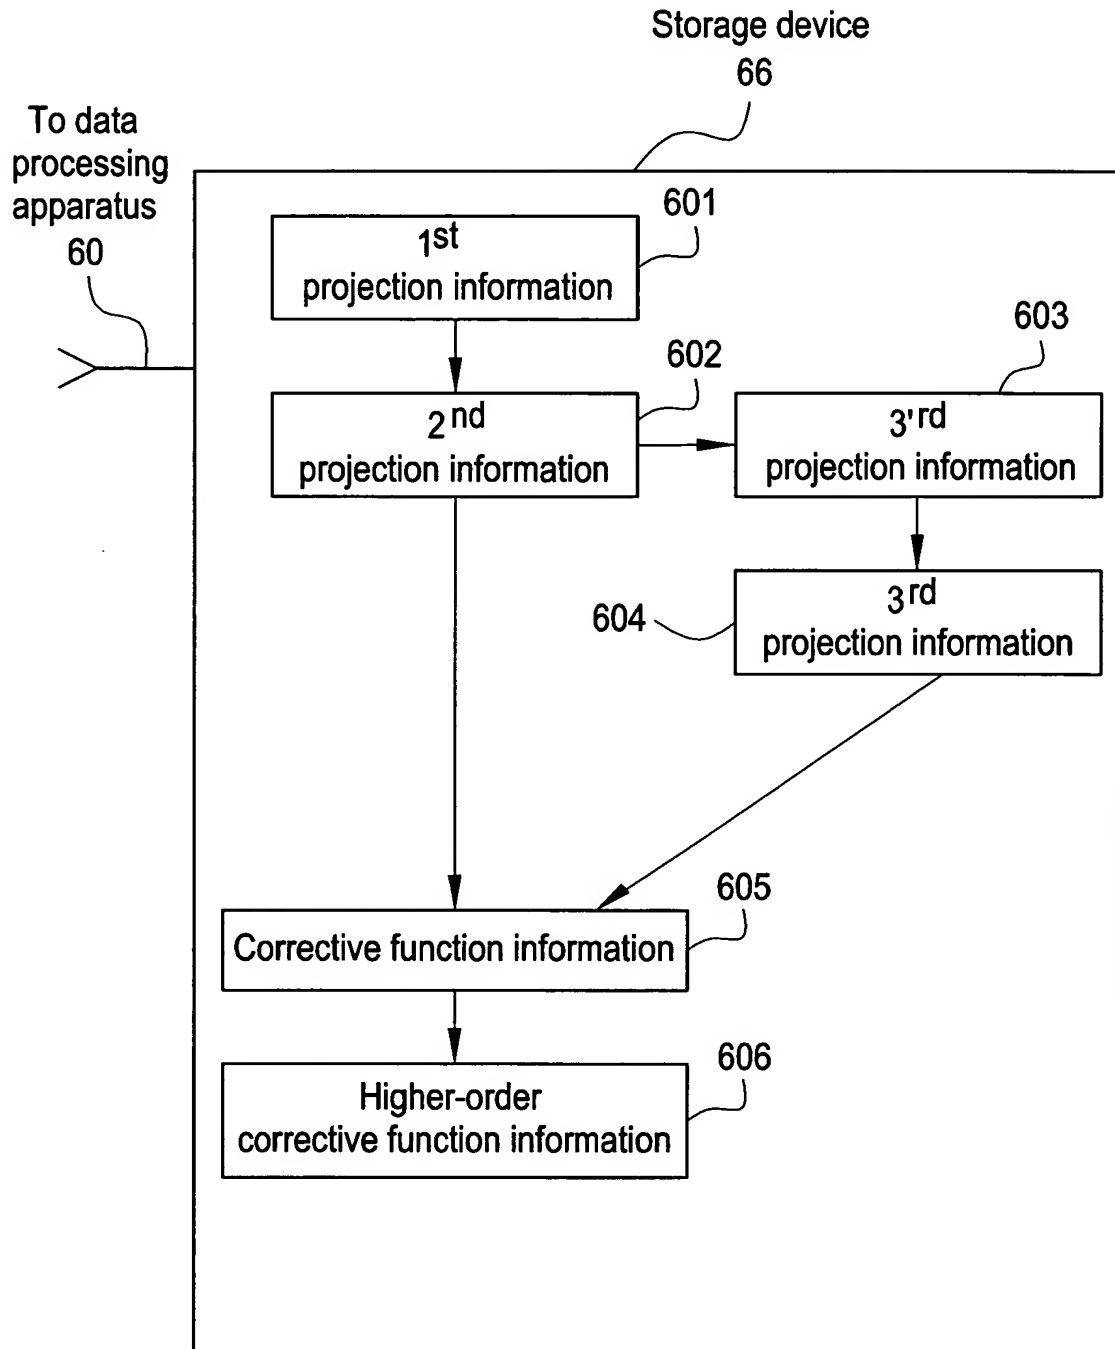 Storage device
66
To data
processing
apparatus
60
601
1st
projection information
602
2nd
projection information
603
3'rd
projection information
604
3rd
projection information
605
Corrective function information
606
Higher-order
corrective function information